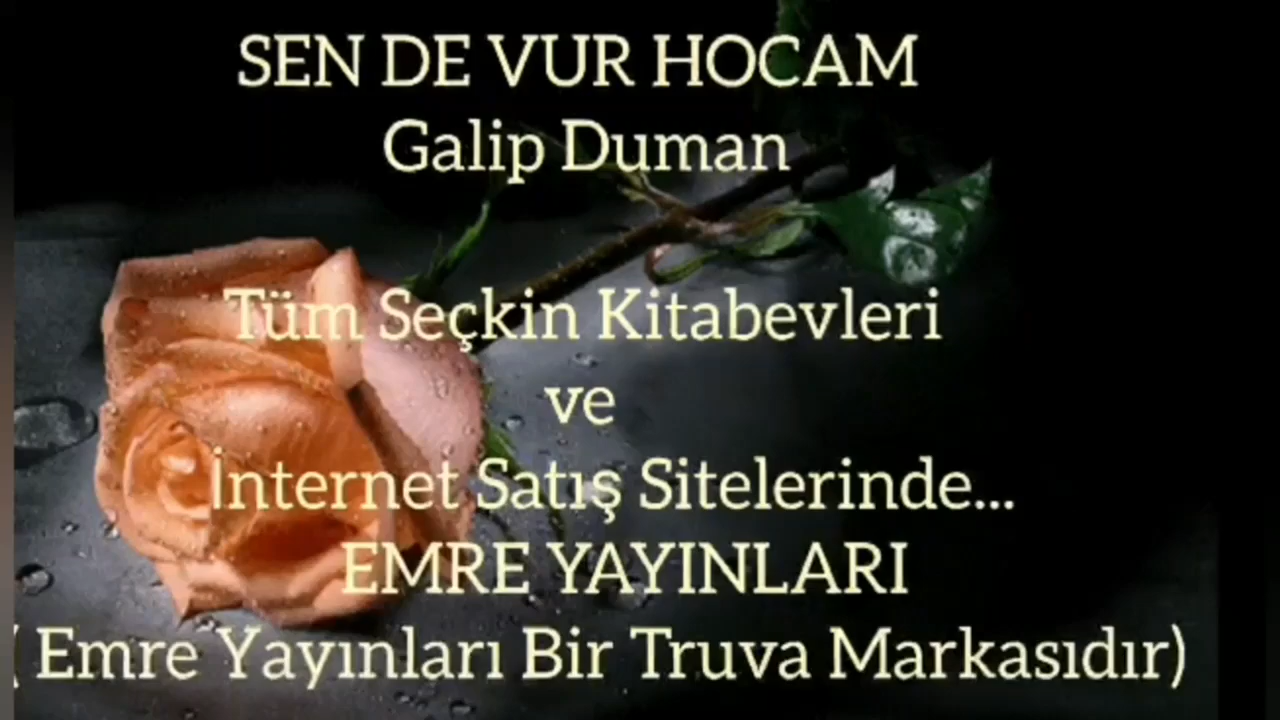 SEN DE VUR HOCAM
Galip Duman
Tüm Seçkin Kitabevleri
ve
İnternet Satış Sitelerinde...
EMRE YAYINLARI
( Emre Yayınları Bir Truva Markasıdır)